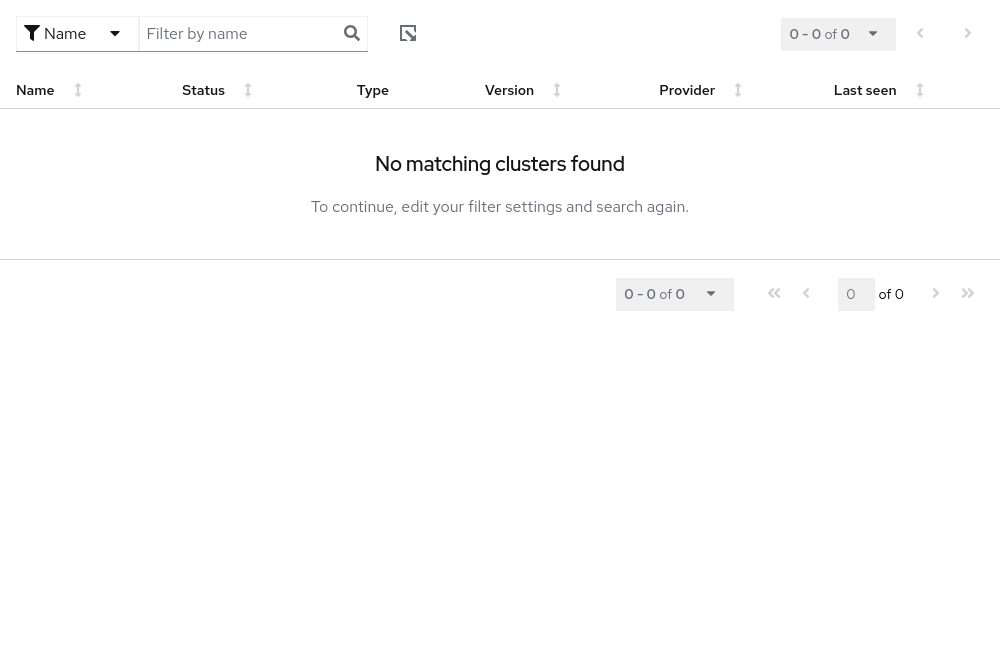 Name Filter by name 0 - 0 of 0
Name Status Type Version Provider Last seen
No matching clusters found
To continue, edit your filter settings and search again.
0 - 0 of 0 0 of 0